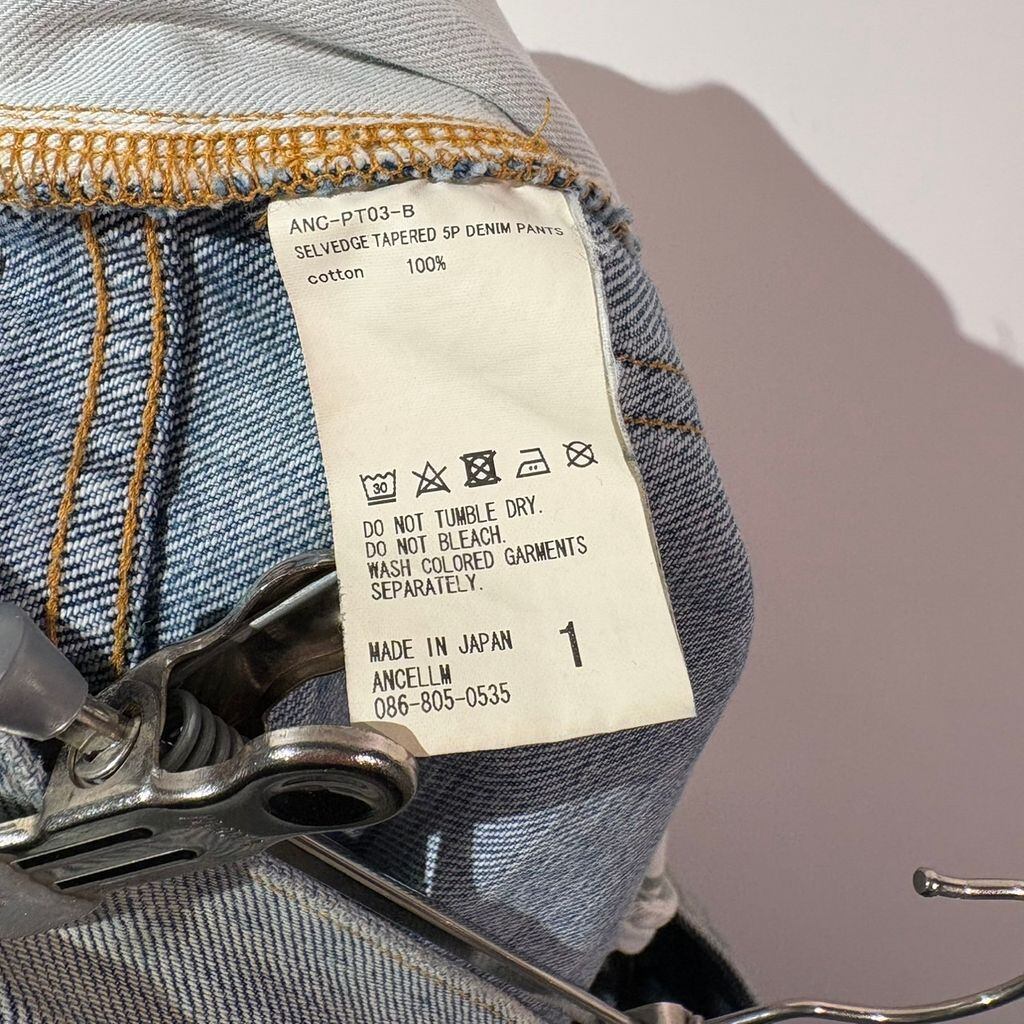 ANC-PT03-B
SELVEDGE TAPERED 5P DENIM PANTS
cotton 100%
30
DO NOT TUMBLE DRY.
DO NOT BLEACH.
WASH COLORED GARMENTS
SEPARATELY.
MADE IN JAPAN
1
ANCELLM
086-805-0535